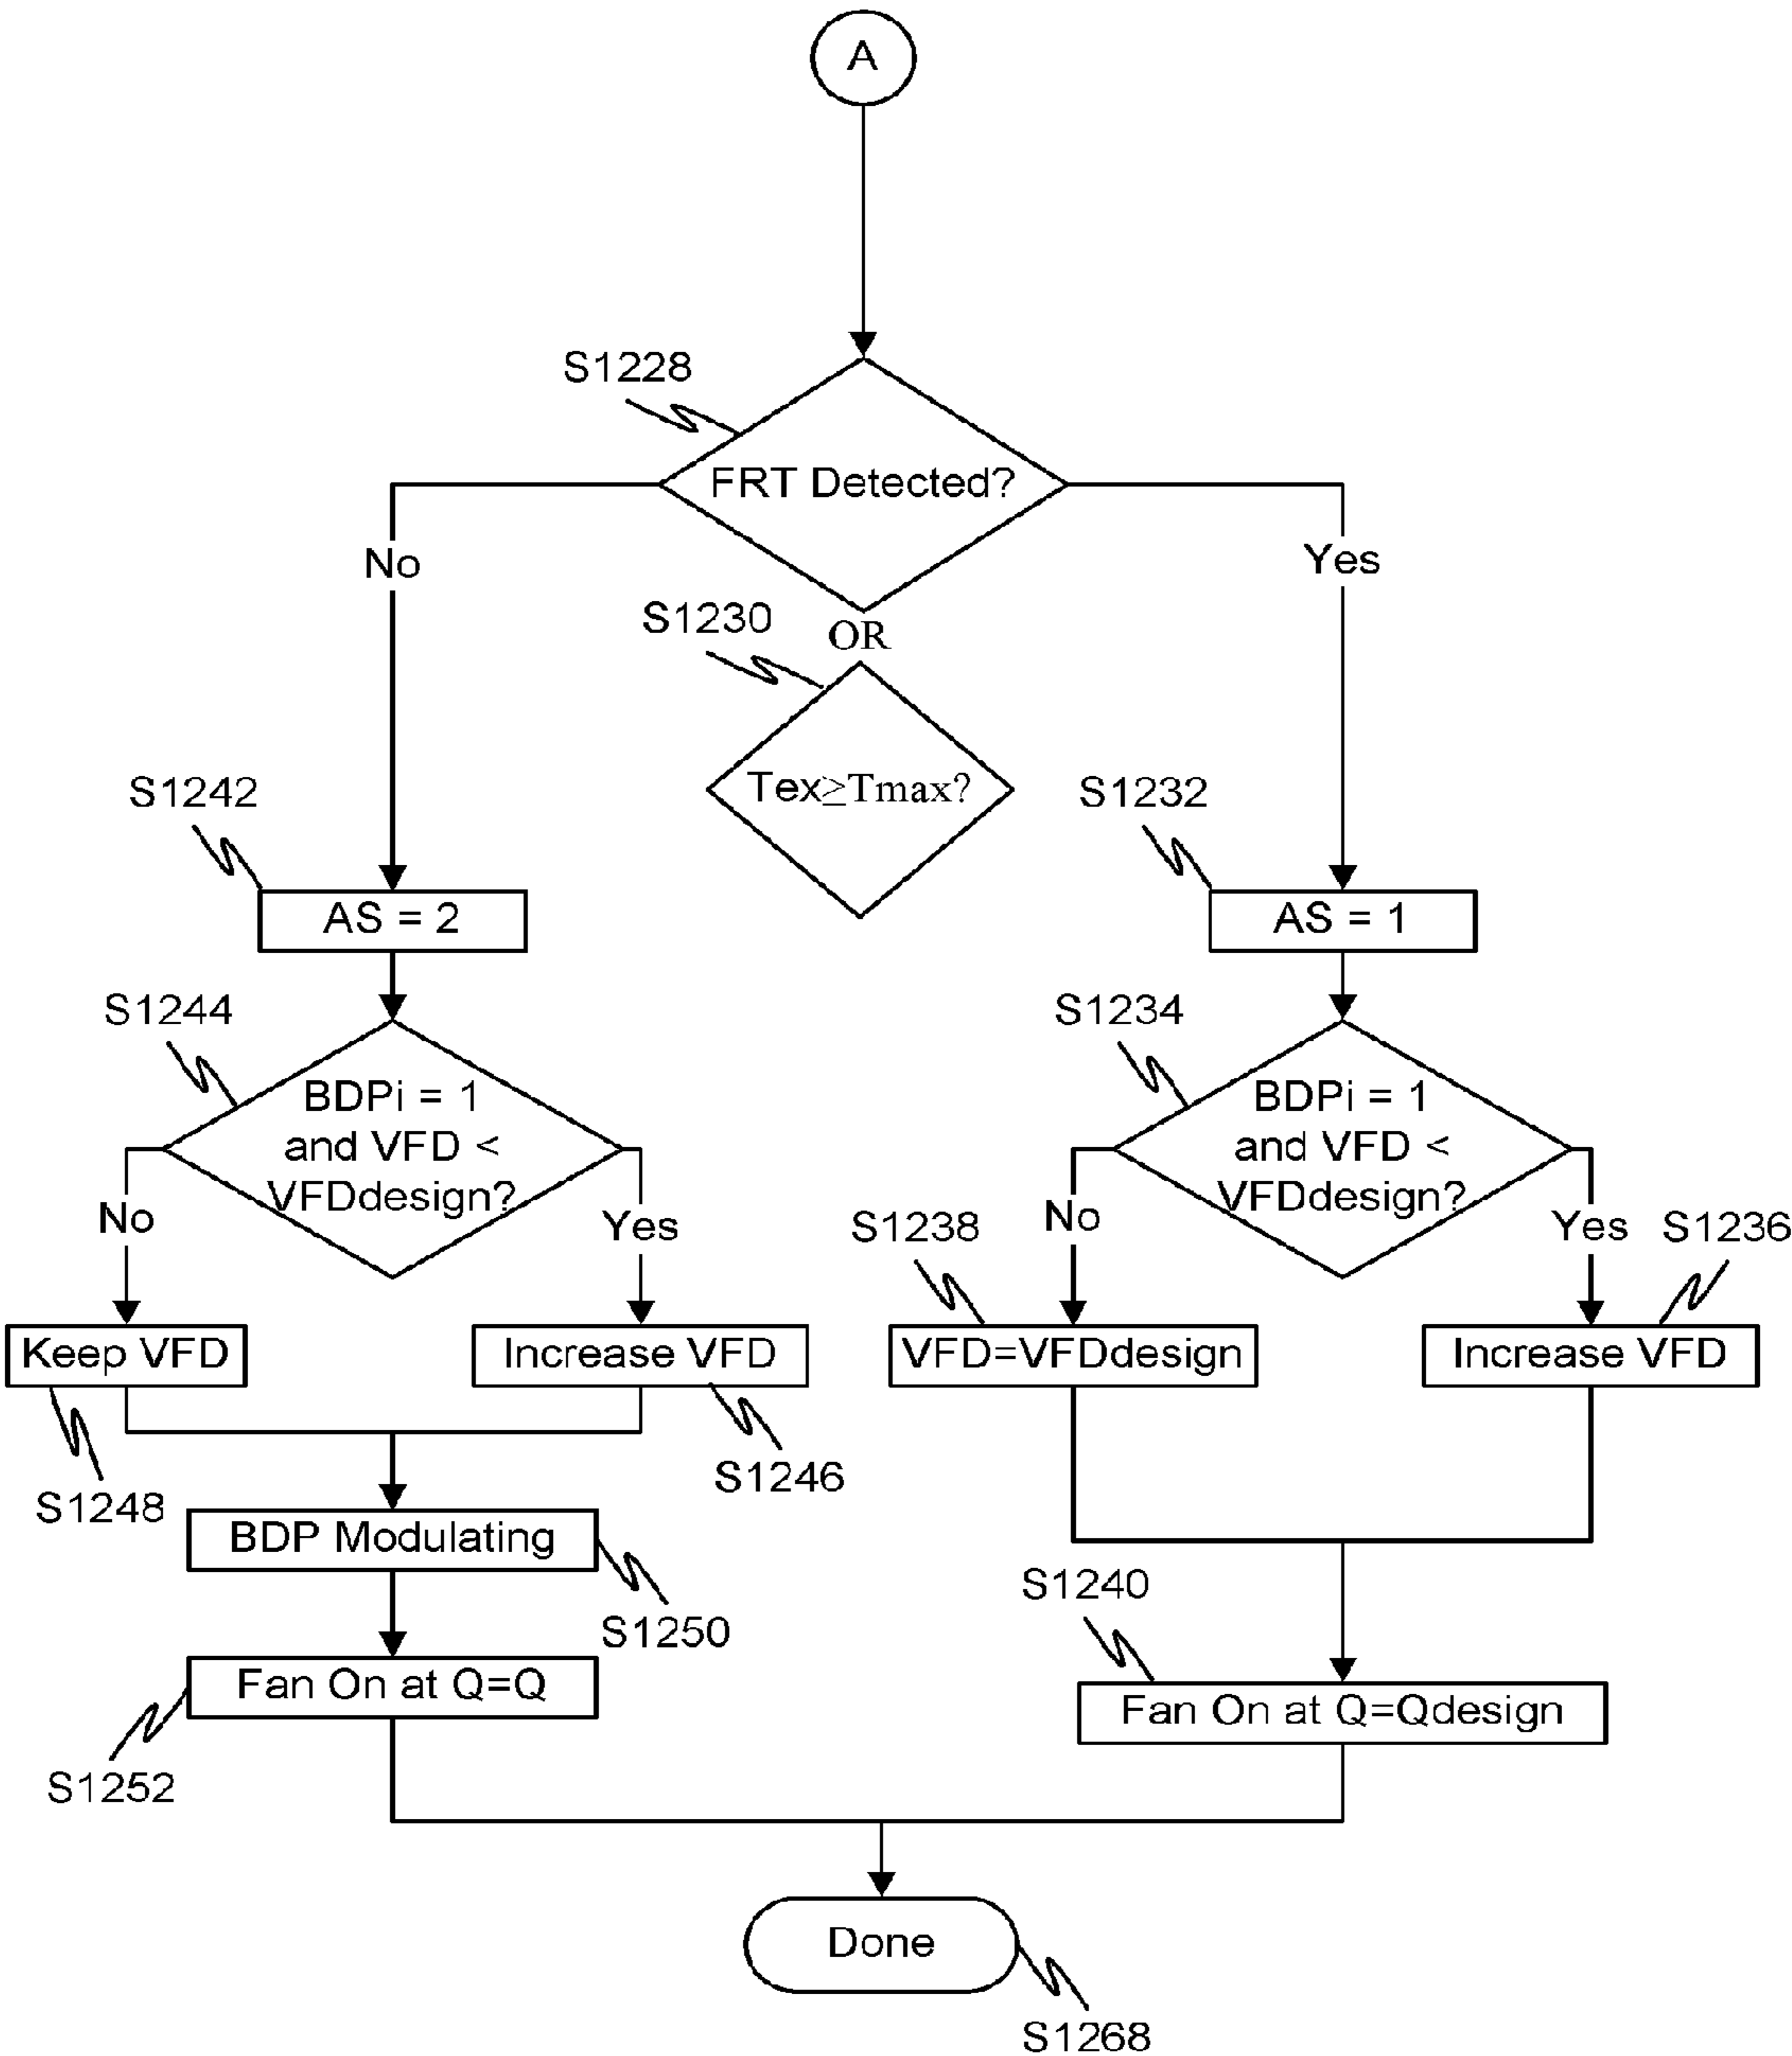 A
S1228
FRT Detected?
No
Yes
S1230
OR
Tex≥Tmax?
S1242
S1232
AS = 2
AS = 1
S1244
S1234
BDPi = 1
and VFD <
VFDdesign?
BDPi = 1
and VFD <
VFDdesign?
No
Yes
S1238
No
Yes
S1236
Keep VFD
Increase VFD
VFD=VFDdesign
Increase VFD
S1248
S1246
BDP Modulating
S1250
S1240
Fan On at Q=Q
Fan On at Q=Qdesign
S1252
Done
S1268